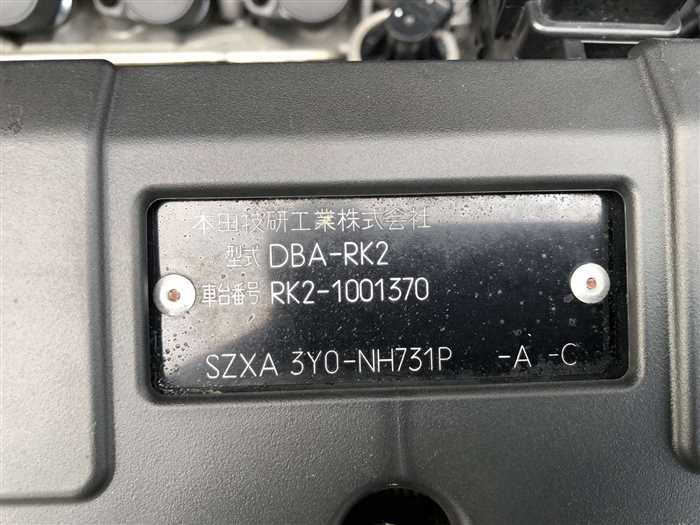 本田技研工業株式会社
型式 DBA-RK2
車台番号 RK2-1001370
SZXA 3Y0-NH731P -A -C